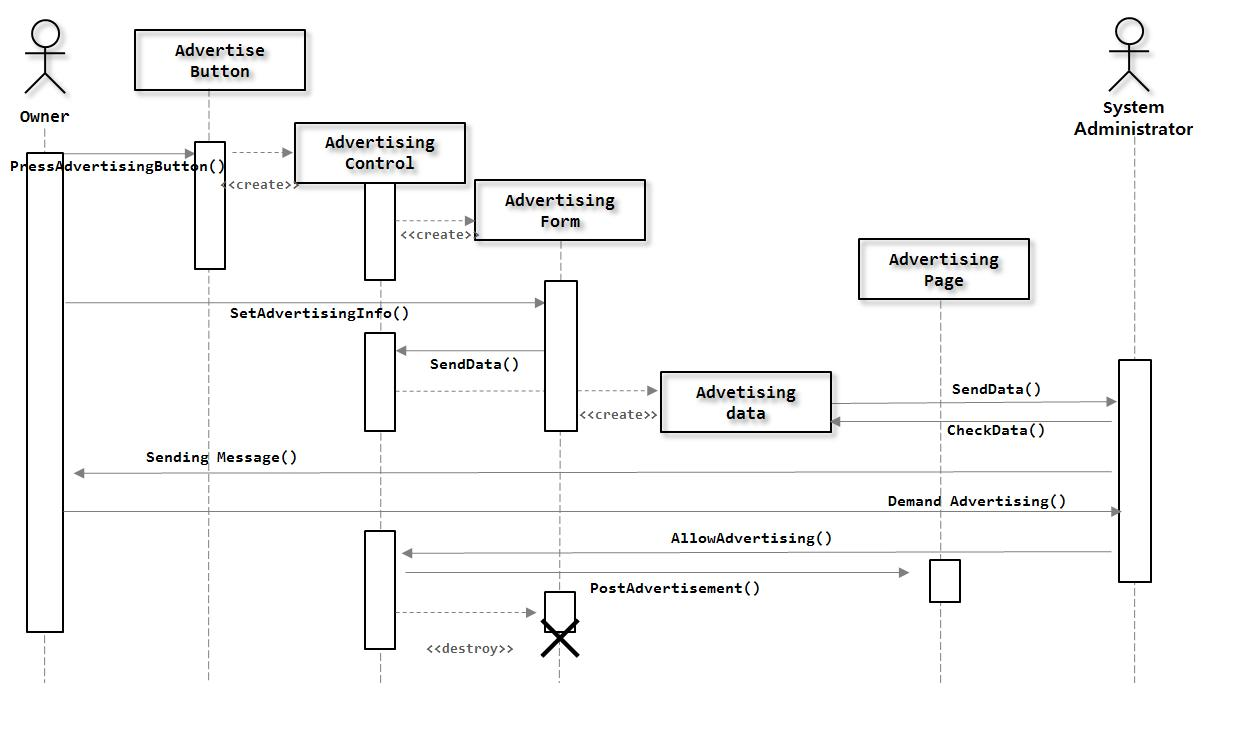 Owner
Advertise
Button
System
Administrator
Advertising
Control
PressAdvertisingButton()
<<create>>
Advertising
Form
<<create>>
Advertising
Page
SetAdvertisingInfo()
SendData()
Advetising
data
<<create>>
SendData()
CheckData()
Sending Message()
Demand Advertising()
AllowAdvertising()
PostAdvertisement()
<<destroy>>